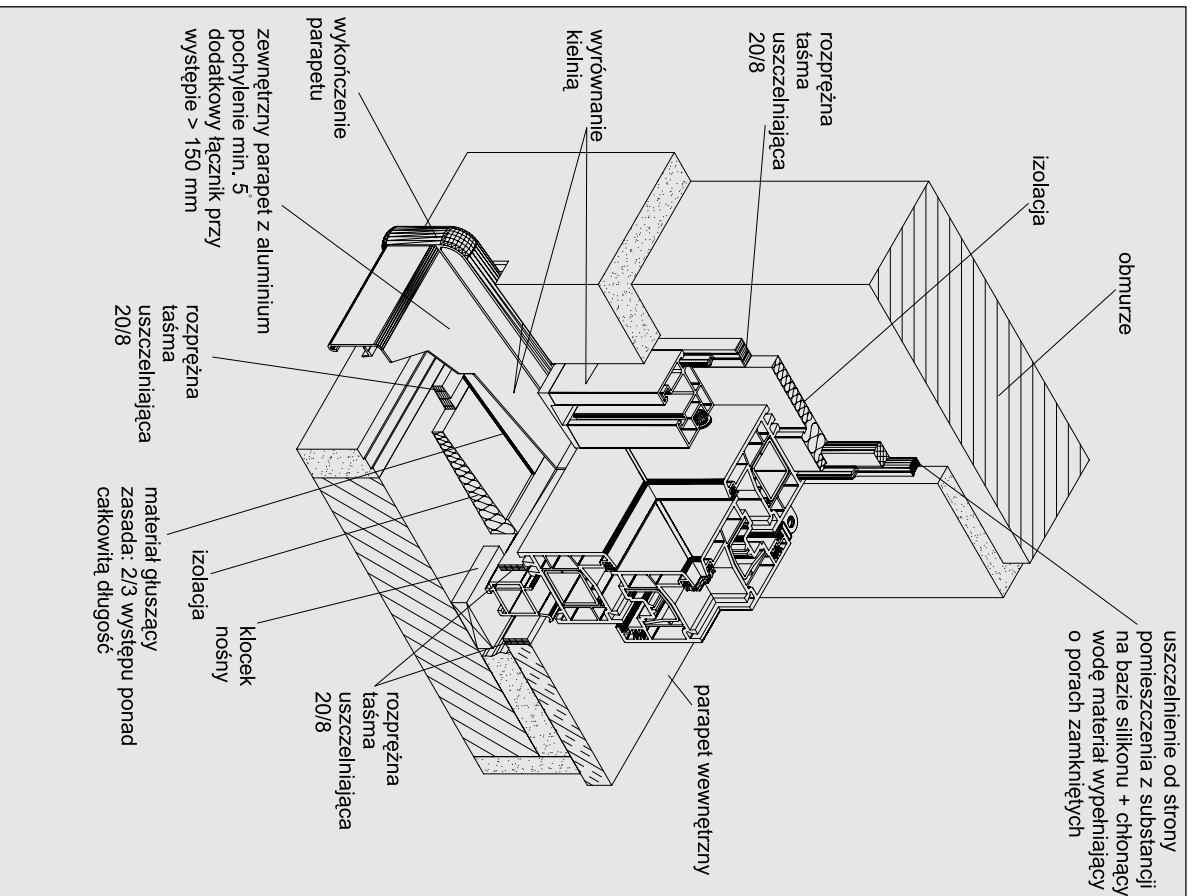 uszczelnienie od strony
pomieszczenia z substancji
na bazie silikonu + chłonący
wodę materiał wypełniający
o porach zamkniętych
obmurze
izolacja
rozprężna
taśma
uszczelniająca
20/8
wyrównanie
kielnią
wykończenie
parapetu
zewnętrzny parapet z aluminium
pochylenie min. 5°
dodatkowy łącznik przy
występie > 150 mm
rozprężna
taśma
uszczelniająca
20/8
materiał głuszący
zasada: 2/3 występu ponad
całkowitą długość
izolacja
klocek
nośny
rozprężna
taśma
uszczelniająca
20/8
parapet wewnętrzny